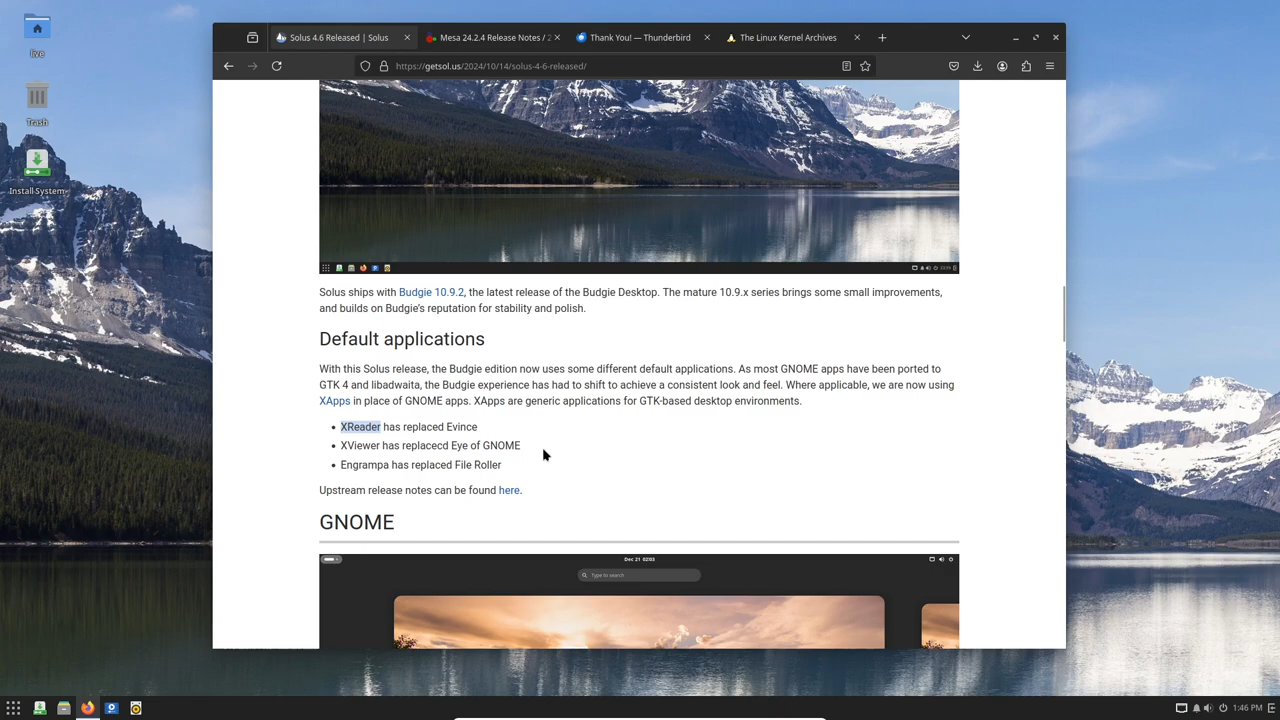 live
Trash
Install System
Solus 4.6 Released | Solus
Mesa 24.2.4 Release Notes / 2
Thank You! — Thunderbird
The Linux Kernel Archives
https://getsol.us/2024/10/14/solus-4-6-released/
Solus ships with Budgie 10.9.2, the latest release of the Budgie Desktop. The mature 10.9.x series brings some small improvements,
and builds on Budgie’s reputation for stability and polish.
Default applications
With this Solus release, the Budgie edition now uses some different default applications. As most GNOME apps have been ported to
GTK 4 and libadwaita, the Budgie experience has had to shift to achieve a consistent look and feel. Where applicable, we are now using
XApps in place of GNOME apps. XApps are generic applications for GTK-based desktop environments.
• XReader has replaced Evince
• XViewer has replacecd Eye of GNOME
• Engrampa has replaced File Roller
Upstream release notes can be found here.
GNOME
Dec 21 02:03
Type to search
1:46 PM